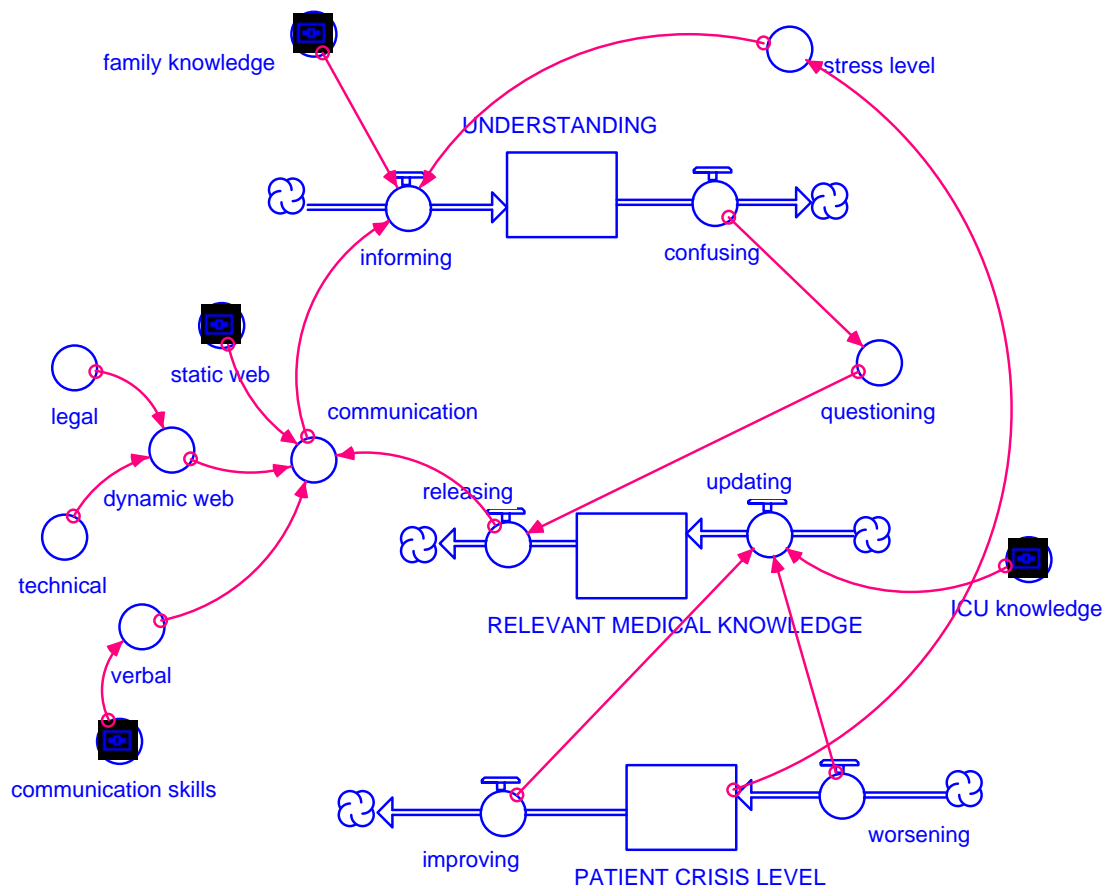 family knowledge
stress level
UNDERSTANDING
informing
confusing
static web
legal
communication
questioning
dynamic web
releasing
updating
technical
ICU knowledge
RELEVANT MEDICAL KNOWLEDGE
verbal
communication skills
improving
worsening
PATIENT CRISIS LEVEL